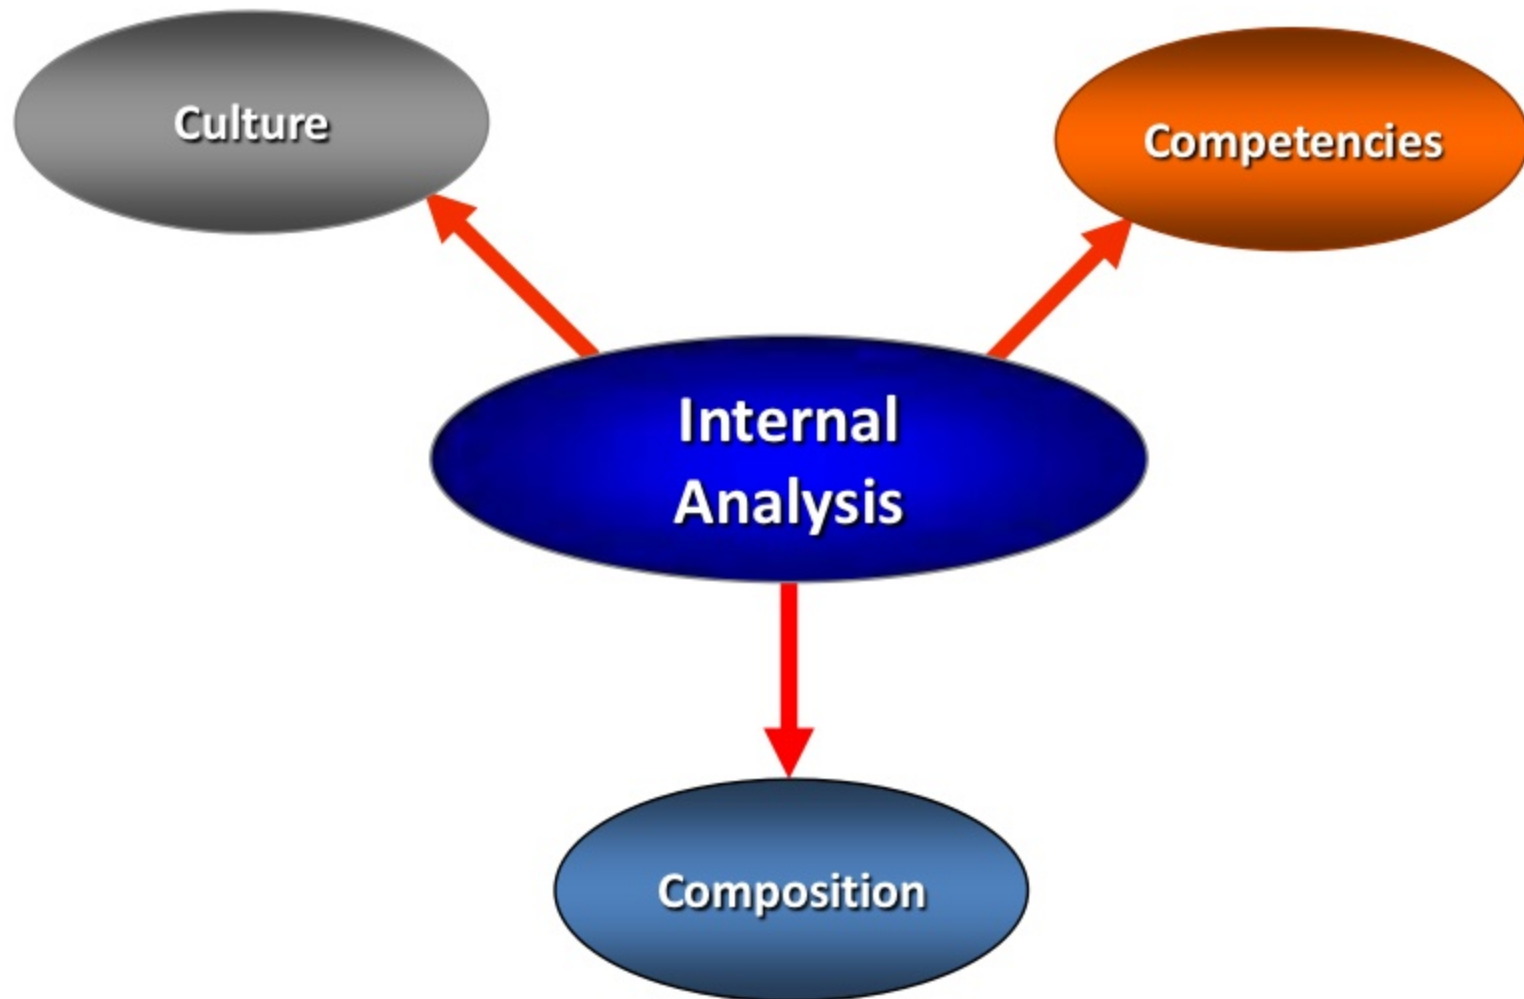 Culture
Competencies
Internal
Analysis
Composition